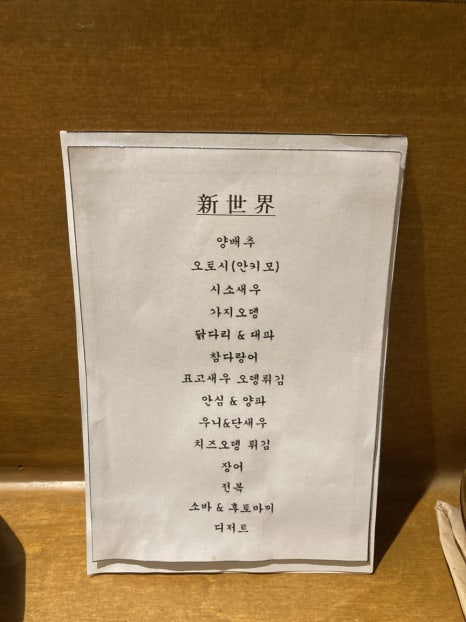 新世界
양배추
오토시(안키모)
시소새우
가지오뎅
닭다리 & 대파
참다랑어
표고새우 오뎅튀김
안심 & 양파
우니&단새우
치즈오뎅 튀김
장어
전복
소바 & 후토마끼
디저트